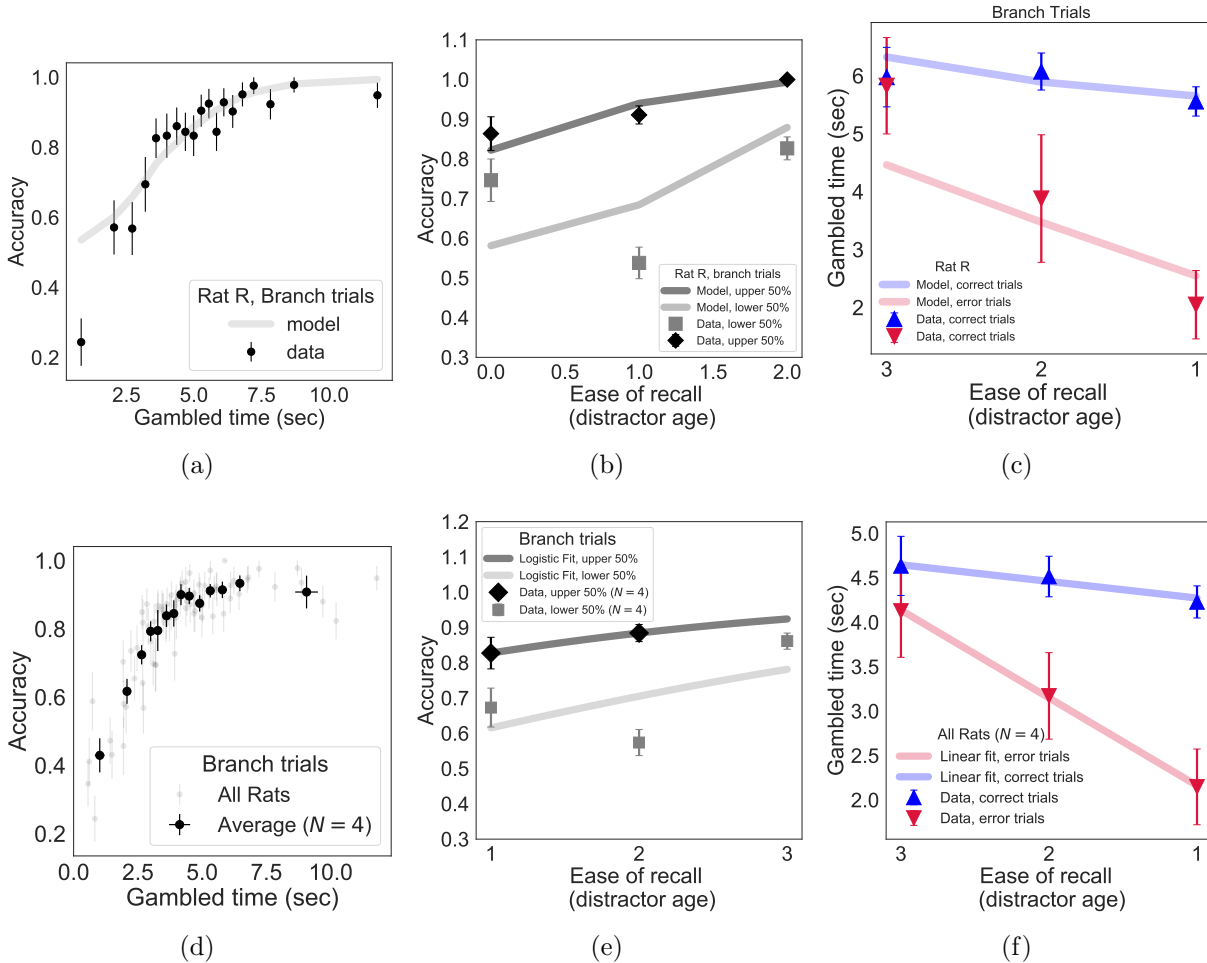 1.0
0.8
0.6
0.4
0.2
Accuracy
2.5 5.0 7.5 10.0
Gambled time (sec)
Rat R, Branch trials
model
data
(a)
1.1
1.0
0.9
0.8
0.7
0.6
0.5
0.4
0.3
Accuracy
0.0 0.5 1.0 1.5 2.0
Ease of recall
(distractor age)
Rat R, branch trials
Model, upper 50%
Model, lower 50%
Data, lower 50%
Data, upper 50%
(b)
Branch Trials
6
5
4
3
2
Gambled time (sec)
3 2 1
Ease of recall
(distractor age)
Rat R
Model, correct trials
Model, error trials
Data, correct trials
Data, correct trials
(c)
1.0
0.8
0.6
0.4
0.2
Accuracy
0.0 2.5 5.0 7.5 10.0
Gambled time (sec)
Branch trials
All Rats
Average (N = 4)
(d)
1.2
1.1
1.0
0.9
0.8
0.7
0.6
0.5
0.4
0.3
Accuracy
1 2 3
Ease of recall
(distractor age)
Branch trials
Logistic Fit, upper 50%
Logistic Fit, lower 50%
Data, upper 50% (N = 4)
Data, lower 50% (N = 4)
(e)
5.0
4.5
4.0
3.5
3.0
2.5
2.0
Gambled time (sec)
3 2 1
Ease of recall
(distractor age)
All Rats (N = 4)
Linear fit, error trials
Linear fit, correct trials
Data, correct trials
Data, error trials
(f)